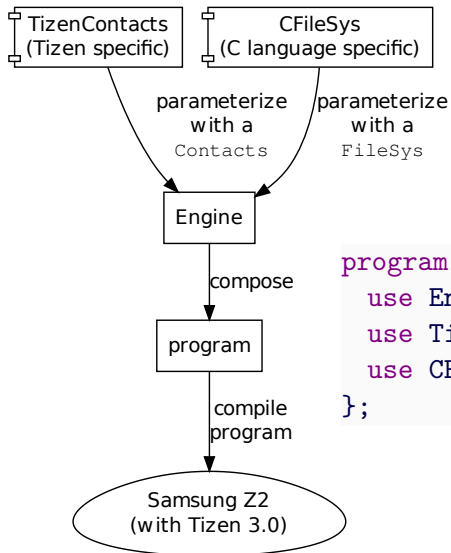 TizenContacts
(Tizen specific)
CFileSys
(C language specific)
parameterize
with a
Contacts
parameterize
with a
FileSys
Engine
compose
program
compile
program
Samsung Z2
(with Tizen 3.0)
program
use
use
use
};